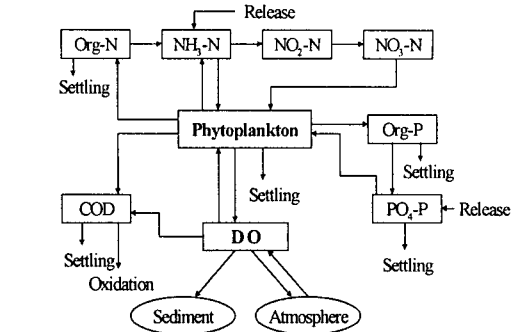 Release
Org-N
NH₃-N
NO₂-N
NO₃-N
Settling
Phytoplankton
Org-P
Settling
Settling
COD
PO₄-P
Release
DO
Settling
Settling
Oxidation
Sediment
Atmosphere